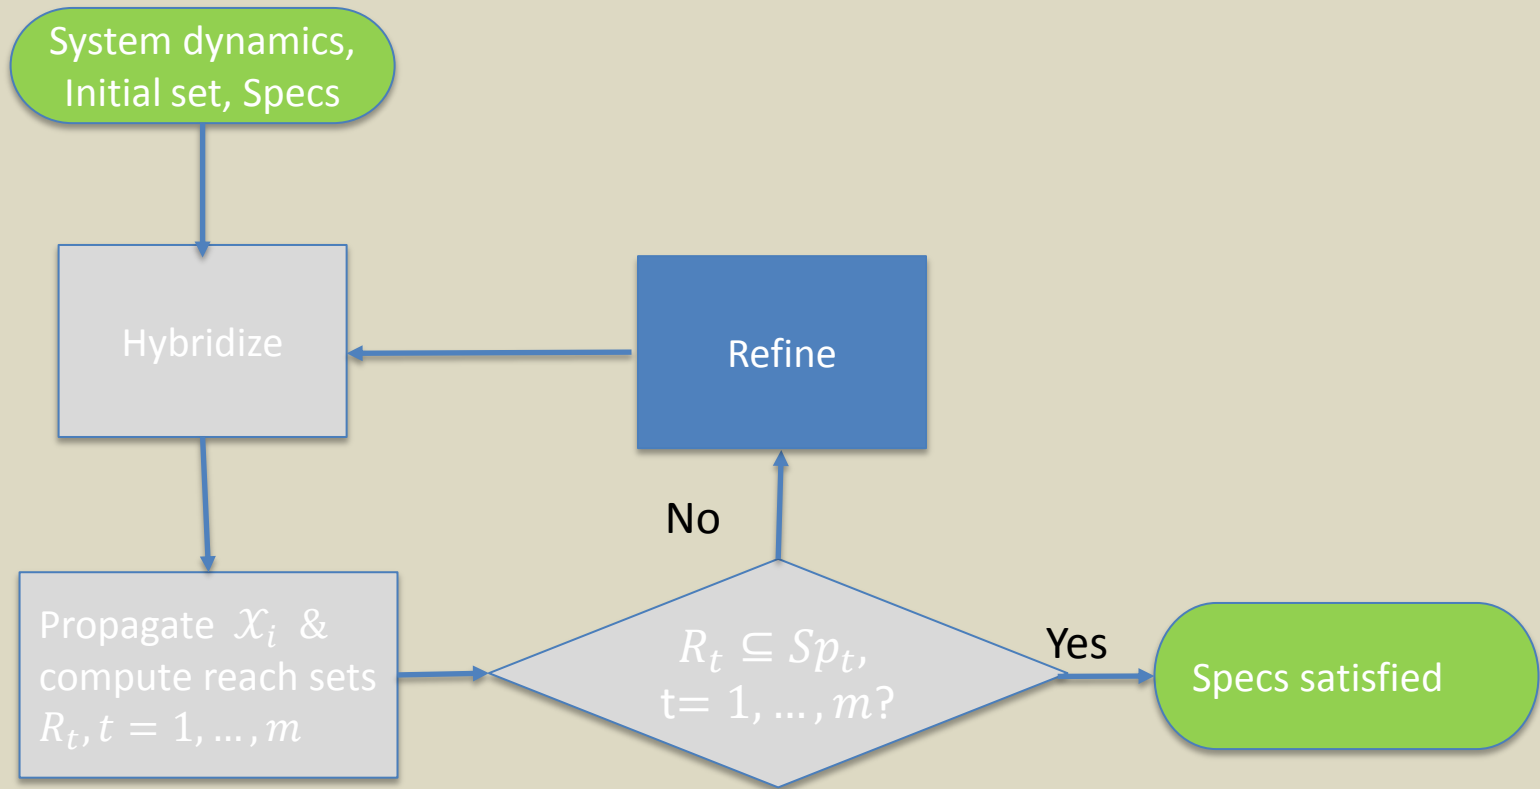 System dynamics,
Initial set, Specs
Hybridize
Refine
No
Propagate 𝒳ᵢ &
compute reach sets
Rₜ, t = 1, … , m
Rₜ ⊆ Spₜ,
t= 1, … , m?
Yes
Specs satisfied